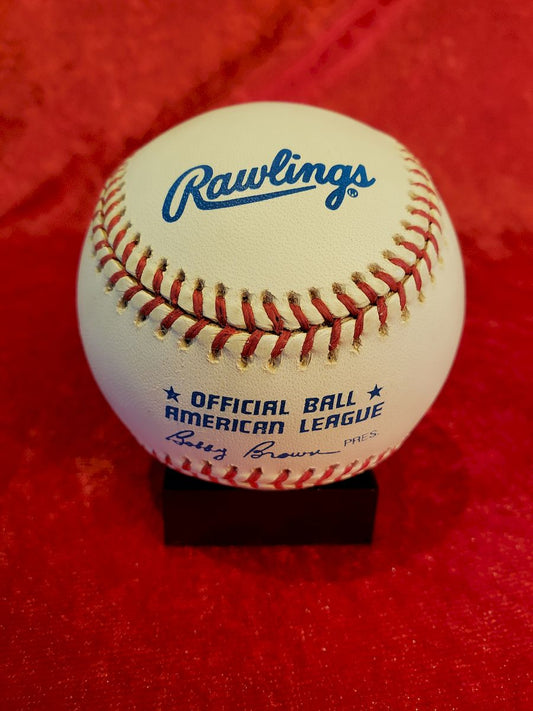 Rawlings®
★ OFFICIAL BALL ★
AMERICAN LEAGUE
Bobby Brown PRES.